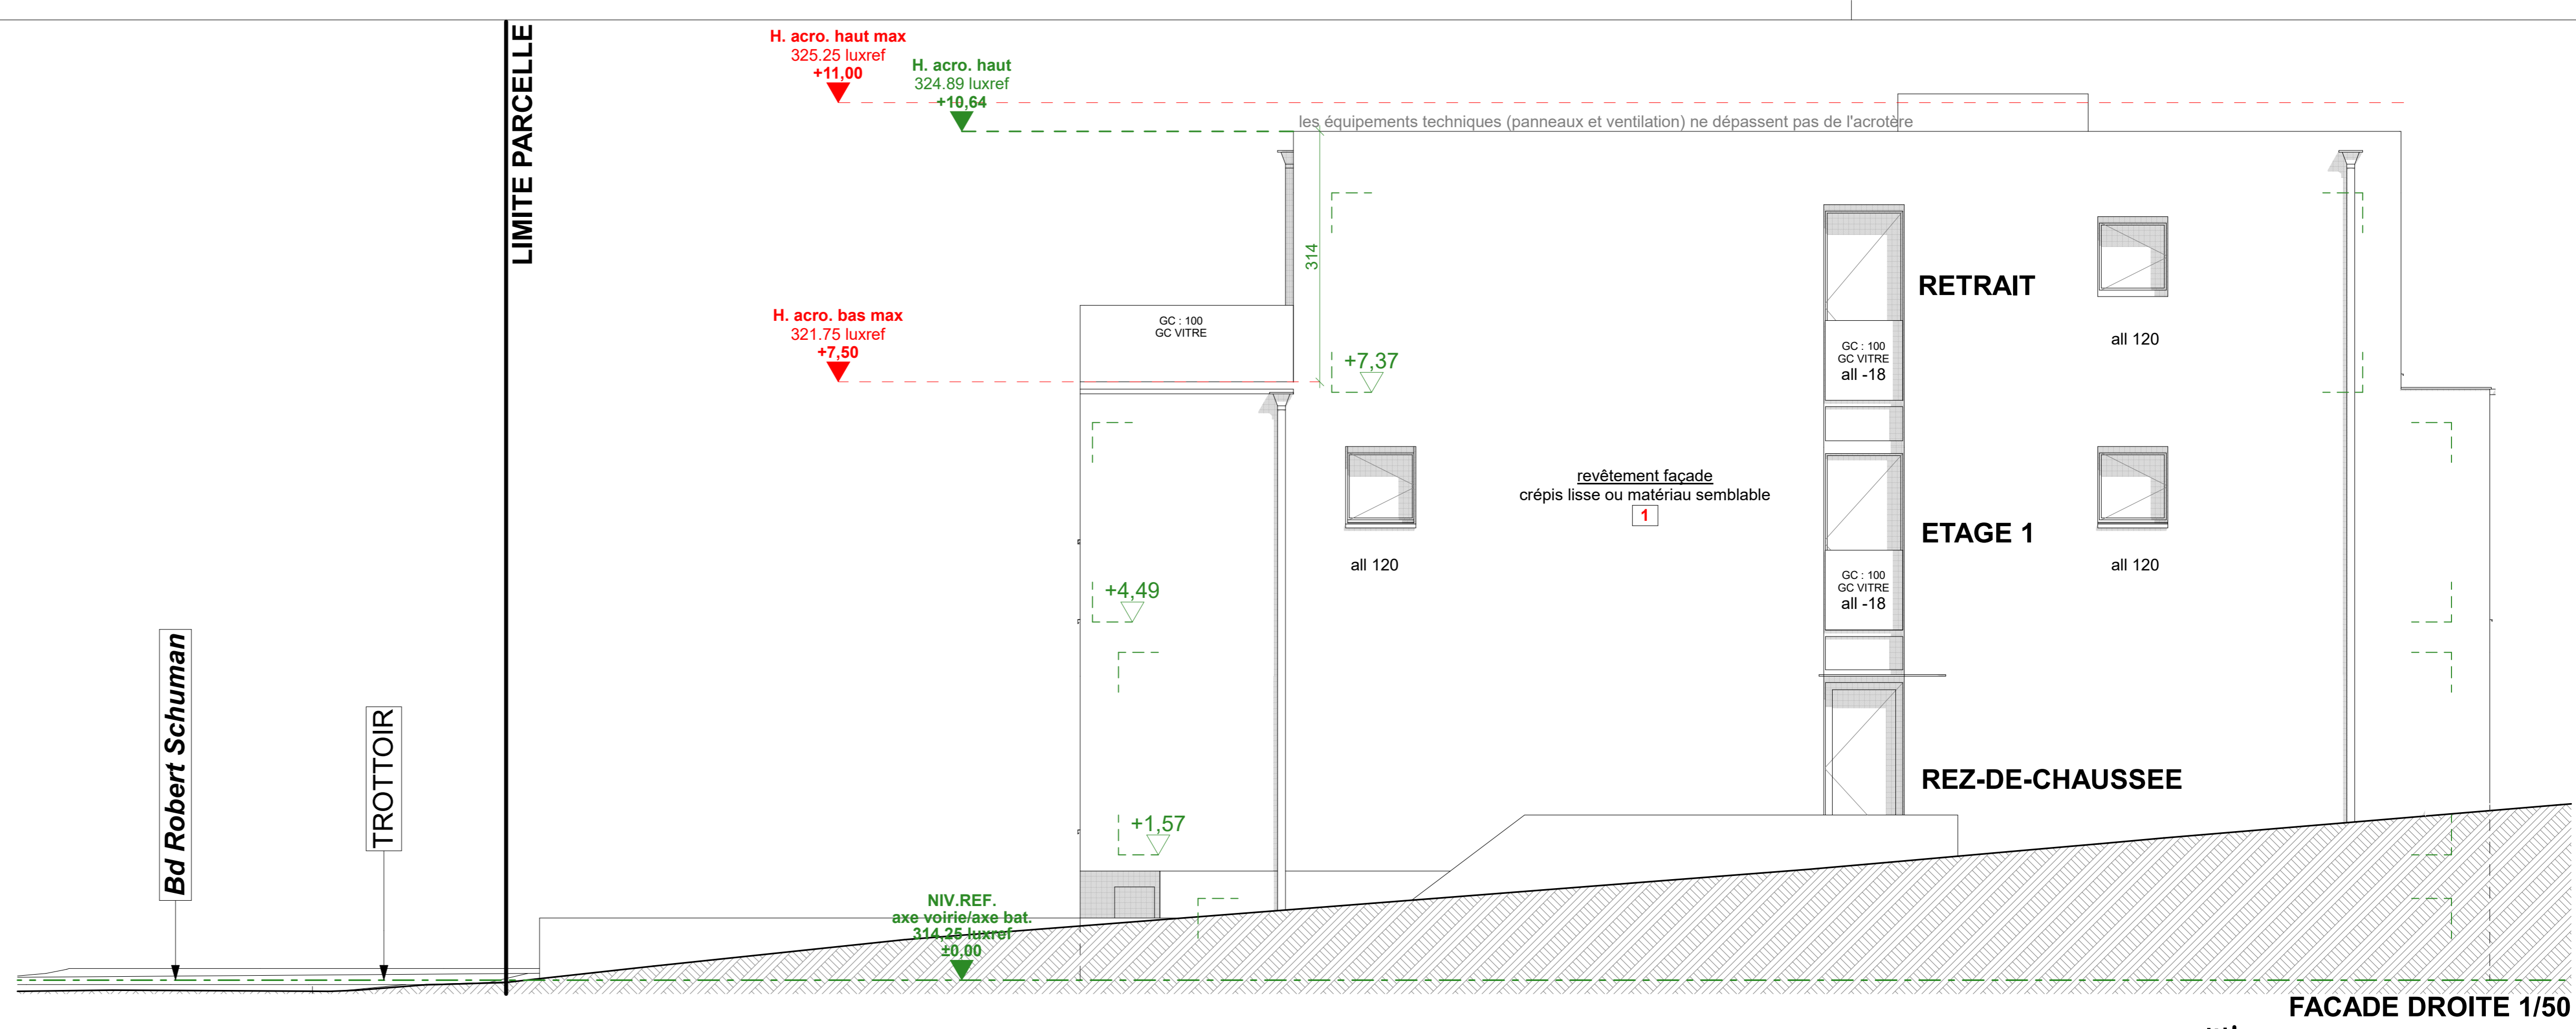 LIMITE PARCELLE
H. acro. haut max
325.25 luxref
+11,00
H. acro. haut
324.89 luxref
+10,64
les équipements techniques (panneaux et ventilation) ne dépassent pas de l'acrotère
314
RETRAIT
H. acro. bas max
321.75 luxref
+7,50
GC : 100
GC VITRE
+7,37
GC : 100
GC VITRE
all -18
all 120
revêtement façade
crépis lisse ou matériau semblable
1
ETAGE 1
all 120
all 120
+4,49
GC : 100
GC VITRE
all -18
Bd Robert Schuman
TROTTOIR
REZ-DE-CHAUSSEE
+1,57
NIV.REF.
axe voirie/axe bat.
314,25 luxref
±0,00
FACADE DROITE 1/50